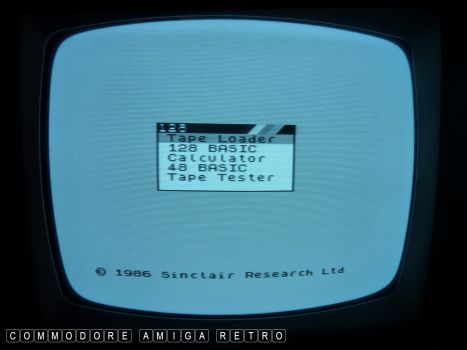 128
Tape Loader
128 BASIC
Calculator
48 BASIC
Tape Tester
© 1986 Sinclair Research Ltd
COMMODORE AMIGA RETRO